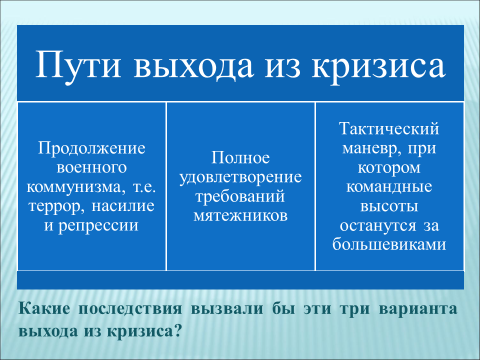 Пути выхода из кризиса
Продолжение
военного
коммунизма, т.е.
террор, насилие
и репрессии
Полное
удовлетворение
требований
мятежников
Тактический
маневр, при
котором
командные
высоты
останутся за
большевиками
Какие последствия вызвали бы эти три варианта
выхода из кризиса?